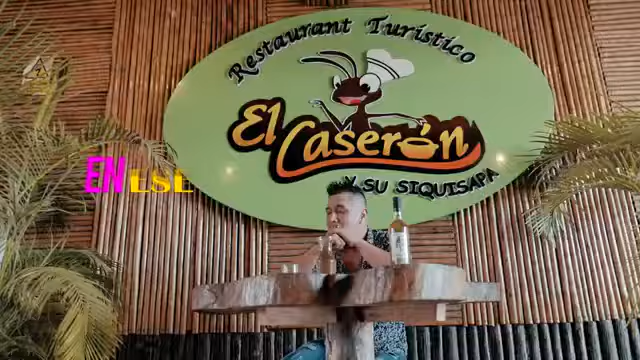 Restaurant Turístico
El Caserón
Y SU SIQUISAPA
EN ESE